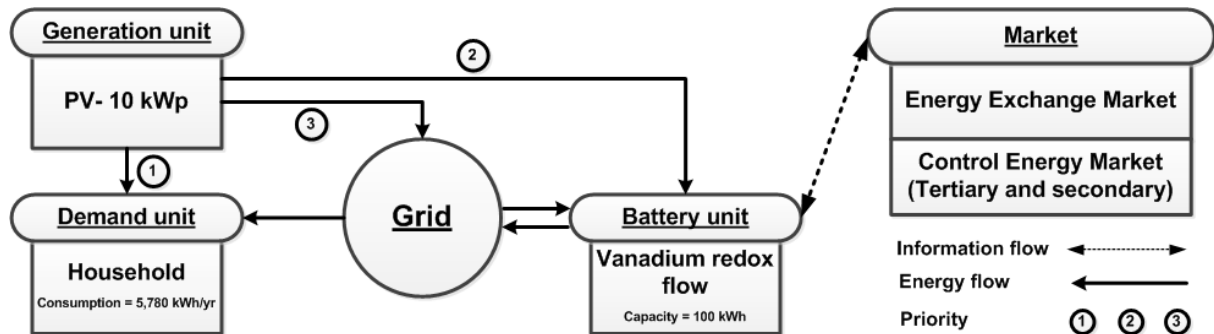 Generation unit
PV- 10 kWp
1
2
3
Demand unit
Household
Consumption = 5,780 kWh/yr
Grid
Battery unit
Vanadium redox
flow
Capacity = 100 kWh
Market
Energy Exchange Market
Control Energy Market
(Tertiary and secondary)
Information flow
Energy flow
Priority 1 2 3